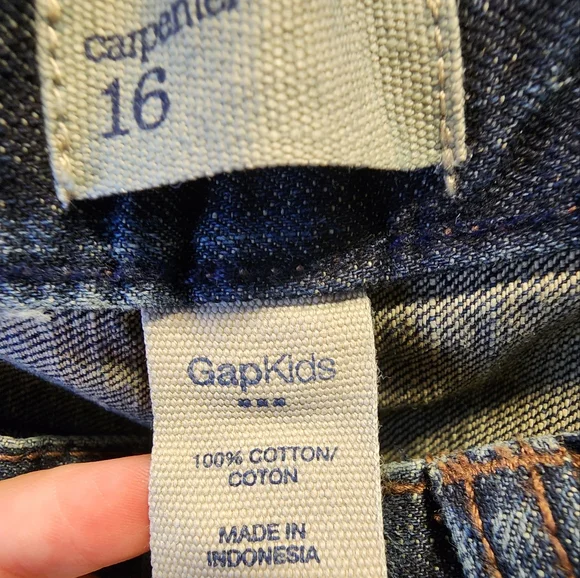 carpenter
16
GapKids
100% COTTON/
COTON
MADE IN
INDONESIA